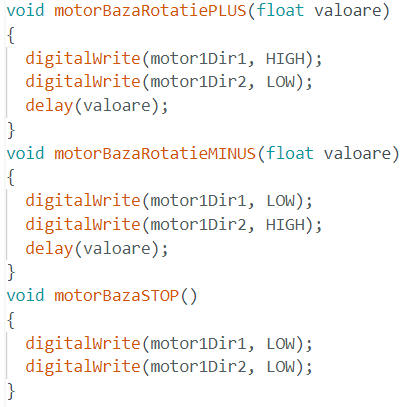 void motorBazaRotatiePLUS(float valoare)
{
  digitalWrite(motor1Dir1, HIGH);
  digitalWrite(motor1Dir2, LOW);
  delay(valoare);
}
void motorBazaRotatieMINUS(float valoare)
{
  digitalWrite(motor1Dir1, LOW);
  digitalWrite(motor1Dir2, HIGH);
  delay(valoare);
}
void motorBazaSTOP()
{
  digitalWrite(motor1Dir1, LOW);
  digitalWrite(motor1Dir2, LOW);
}